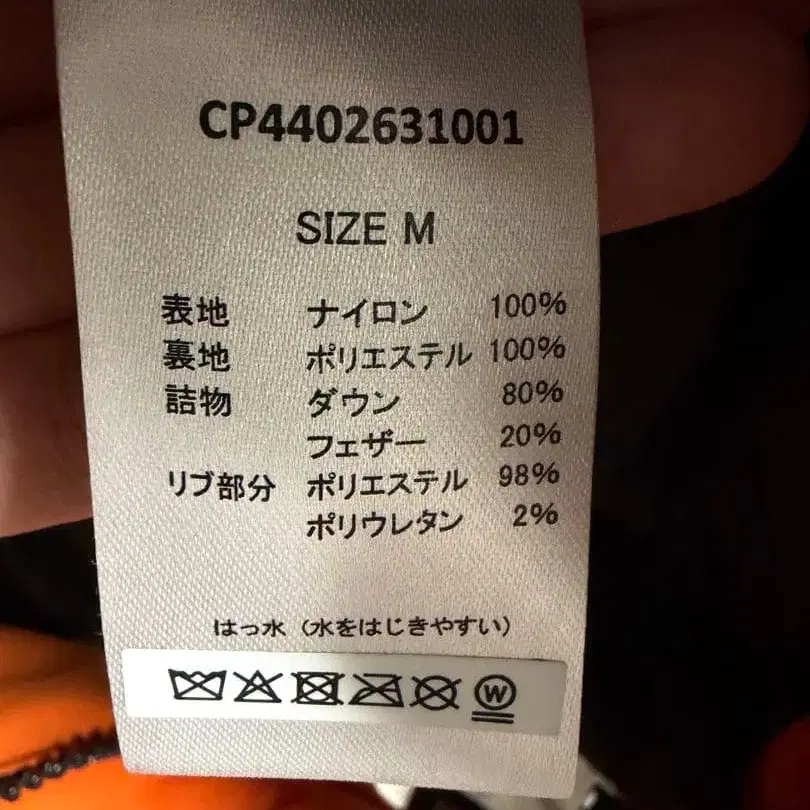 CP4402631001
SIZE M
表地 ナイロン 100%
裏地 ポリエステル 100%
詰物 ダウン 80%
フェザー 20%
リブ部分 ポリエステル 98%
ポリウレタン 2%
はっ水 (水をはじきやすい)
W